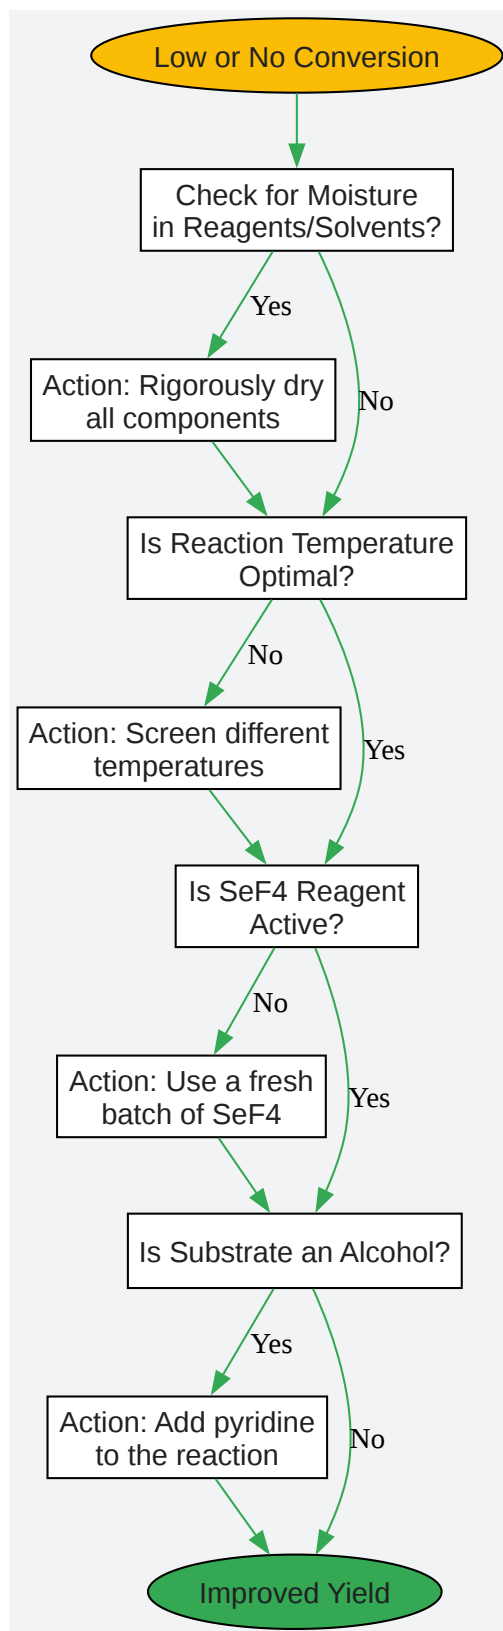 Low or No Conversion
Check for Moisture
in Reagents/Solvents?
Yes
Action: Rigorously dry
all components
No
Is Reaction Temperature
Optimal?
No
Action: Screen different
temperatures
Yes
Is SeF4 Reagent
Active?
No
Action: Use a fresh
batch of SeF4
Yes
Is Substrate an Alcohol?
Yes
Action: Add pyridine
to the reaction
No
Improved Yield